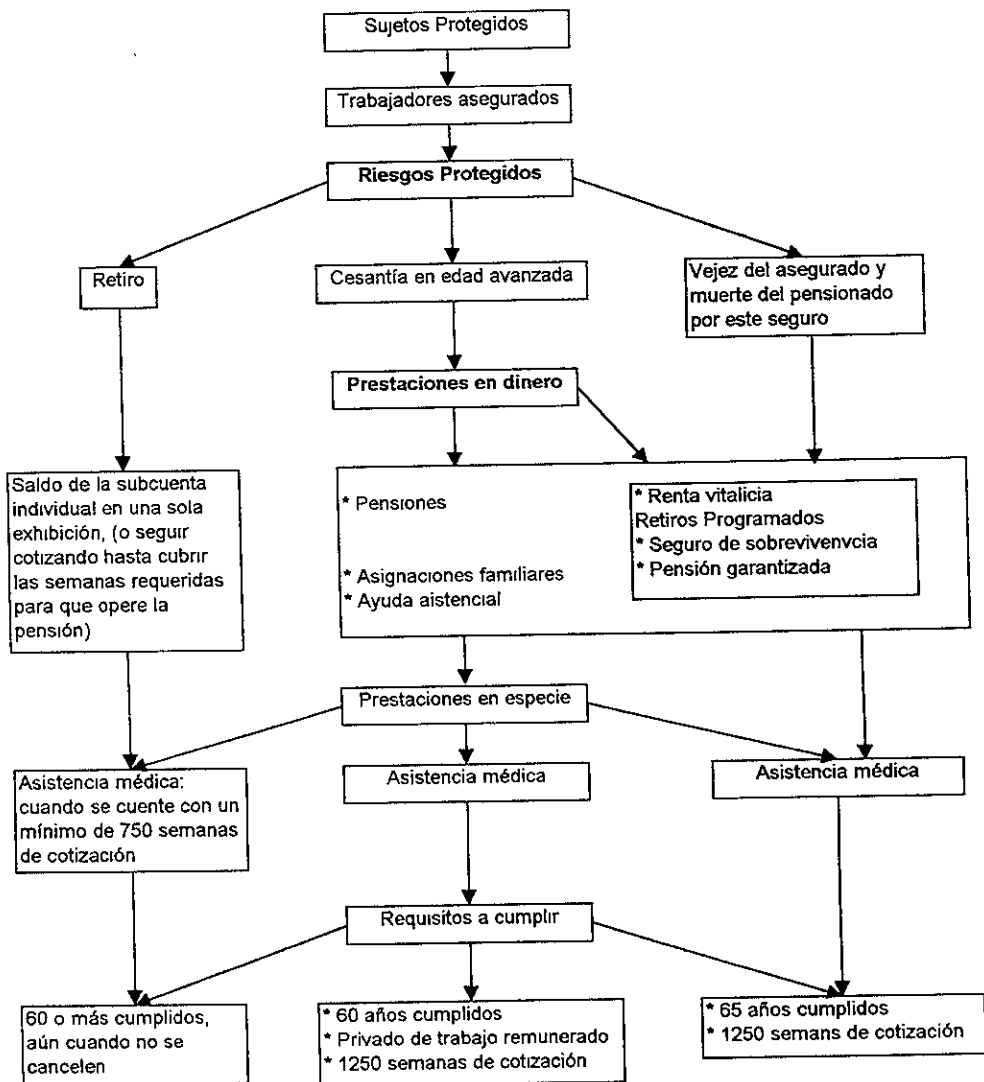 Sujetos Protegidos
Trabajadores asegurados
Riesgos Protegidos
Retiro
Cesantía en edad avanzada
Vejez del asegurado y
muerte del pensionado
por este seguro
Prestaciones en dinero
Saldo de la subcuenta
individual en una sola
exhibición, (o seguir
cotizando hasta cubrir
las semanas requeridas
para que opere la
pensión)
* Pensiones
* Asignaciones familiares
* Ayuda aistencial
* Renta vitalicia
Retiros Programados
* Seguro de sobrevivenvcia
* Pensión garantizada
Prestaciones en especie
Asistencia médica:
cuando se cuente con un
mínimo de 750 semanas
de cotización
Asistencia médica
Asistencia médica
Requisitos a cumplir
60 o más cumplidos,
aún cuando no se
cancelen
* 60 años cumplidos
* Privado de trabajo remunerado
* 1250 semanas de cotización
* 65 años cumplidos
* 1250 semans de cotización